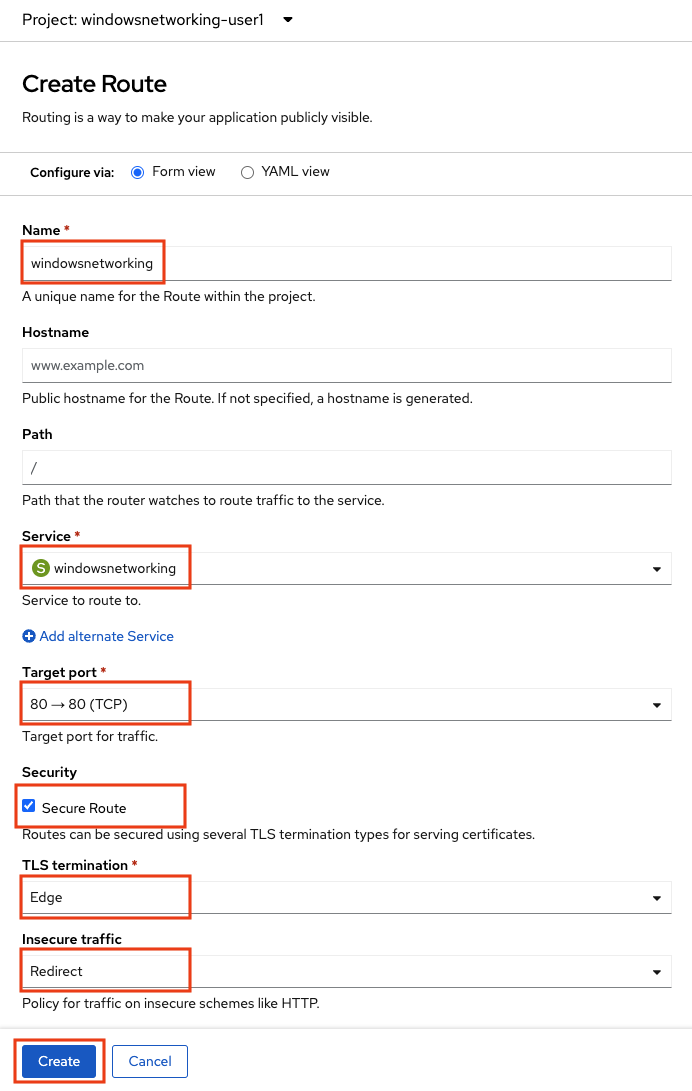 Project: windowsnetworking-user1
Create Route
Routing is a way to make your application publicly visible.
Configure via: Form view YAML view
Name *
windowsnetworking
A unique name for the Route within the project.
Hostname
www.example.com
Public hostname for the Route. If not specified, a hostname is generated.
Path
/
Path that the router watches to route traffic to the service.
Service *
S windowsnetworking
Service to route to.
Add alternate Service
Target port *
80 → 80 (TCP)
Target port for traffic.
Security
Secure Route
Routes can be secured using several TLS termination types for serving certificates.
TLS termination *
Edge
Insecure traffic
Redirect
Policy for traffic on insecure schemes like HTTP.
Create Cancel